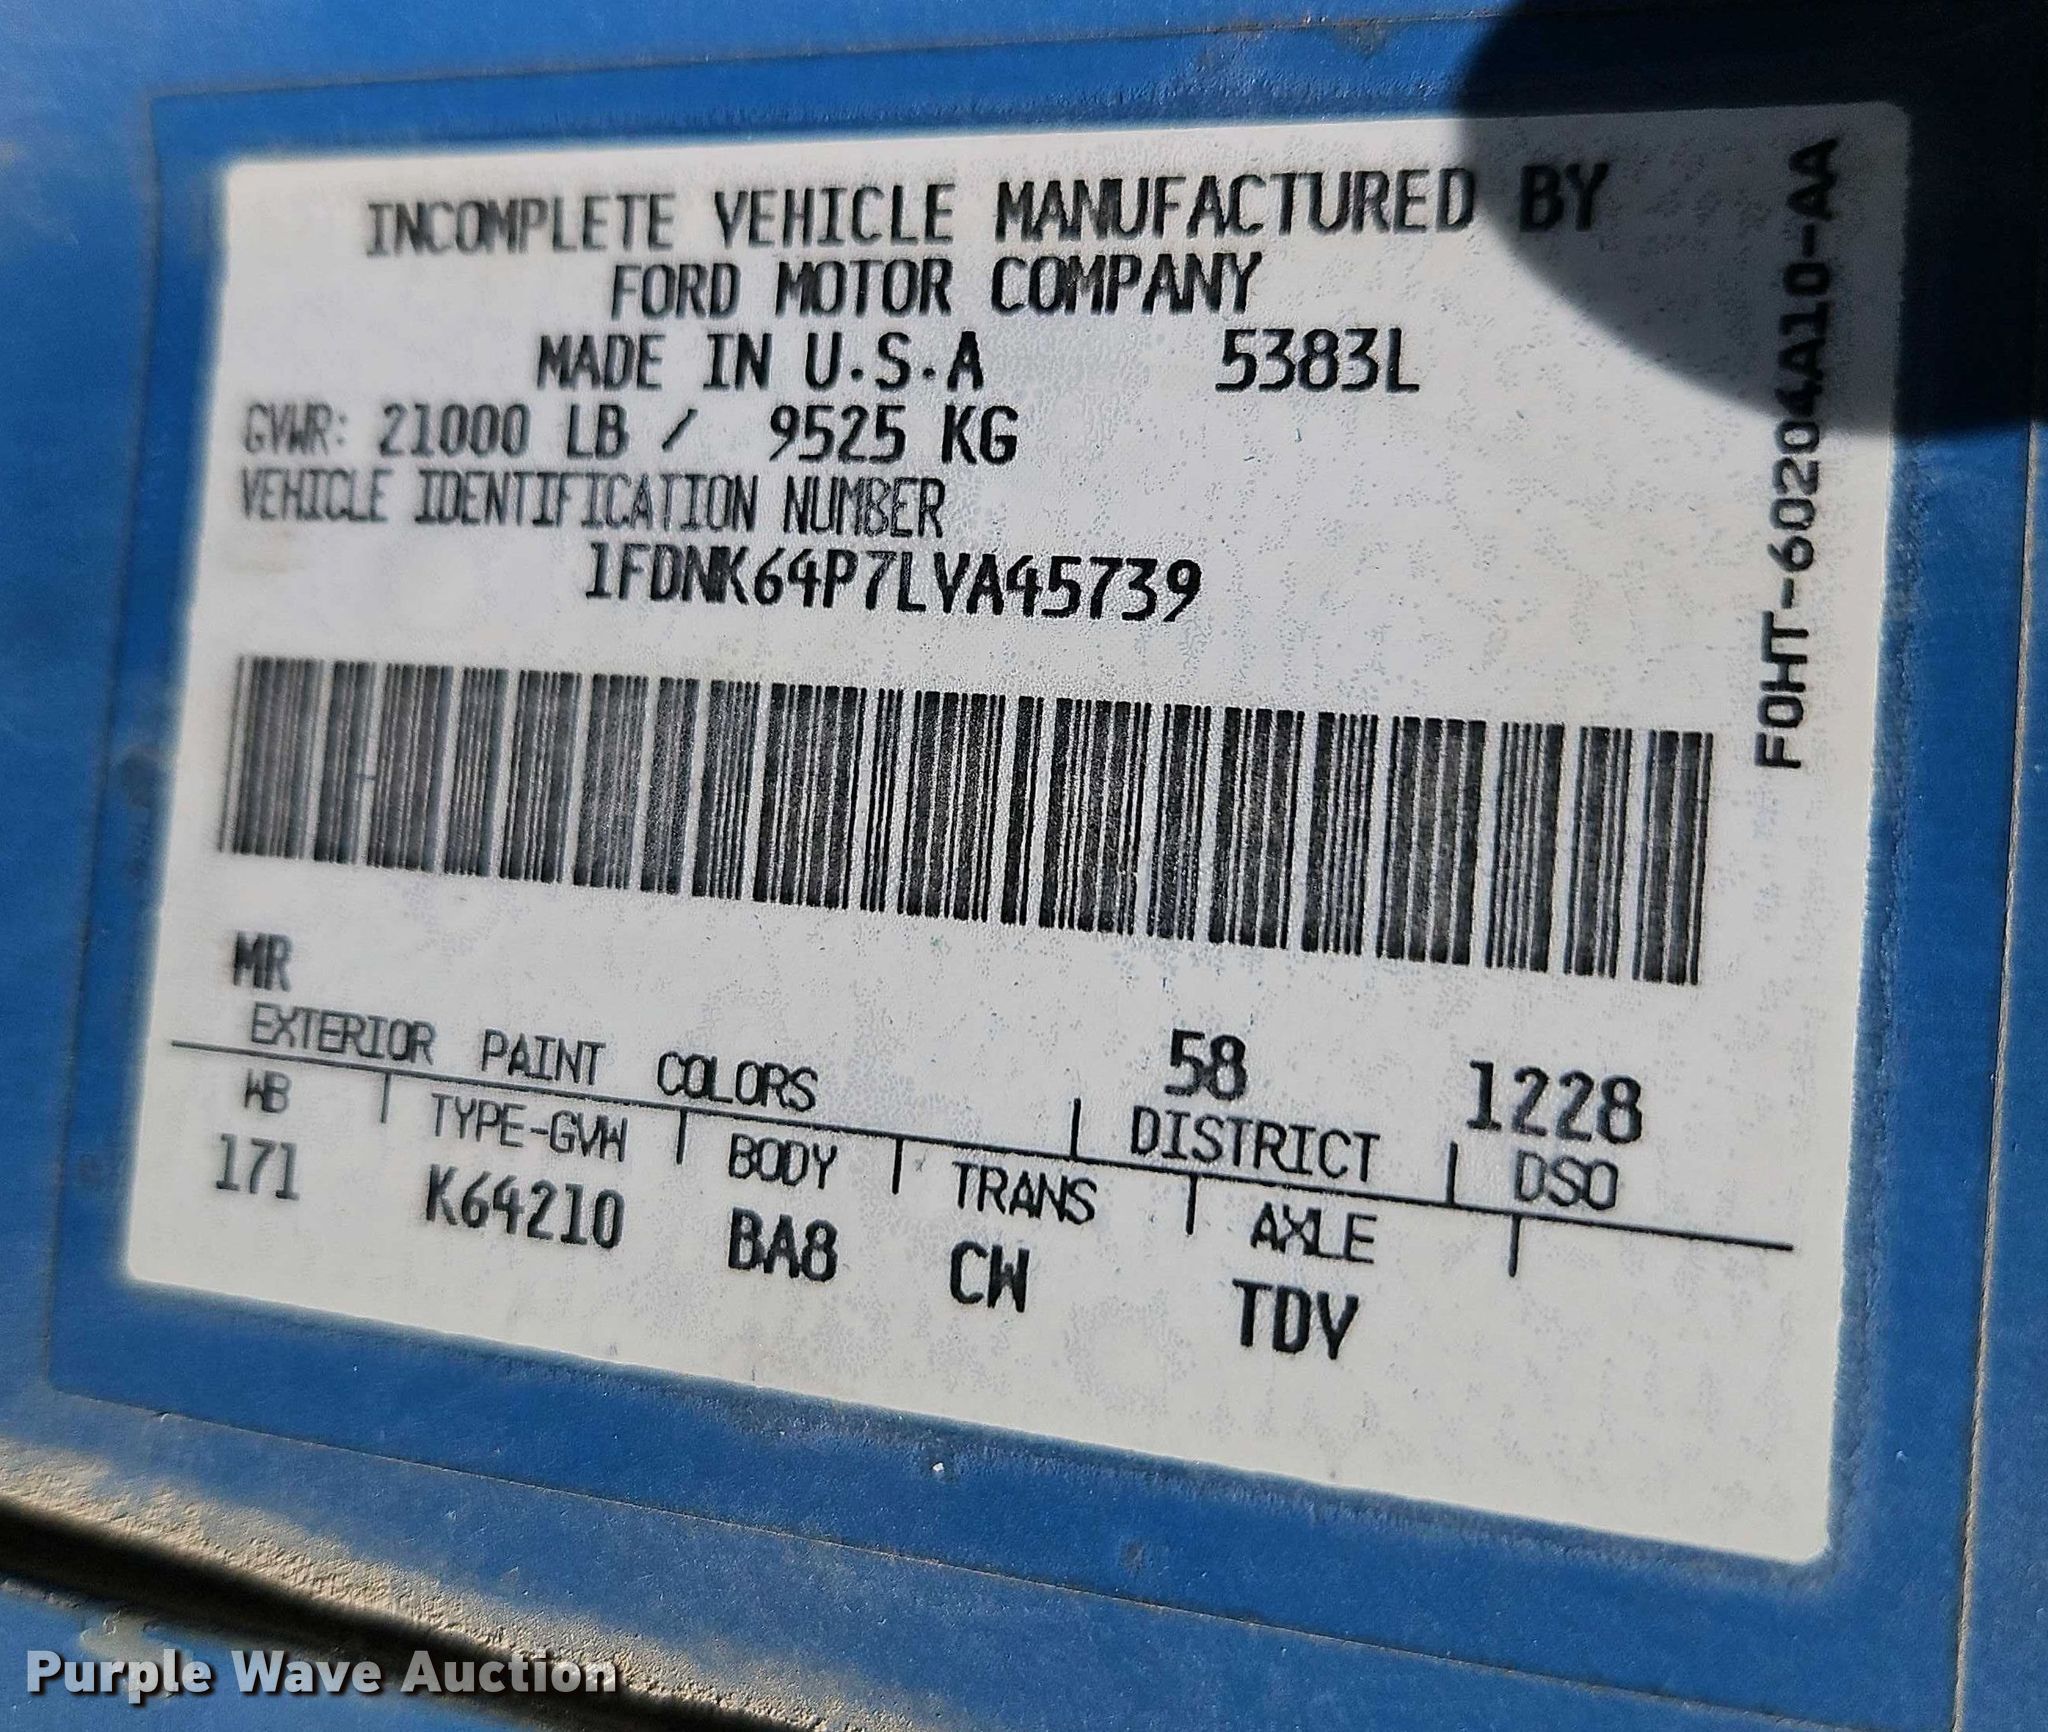 INCOMPLETE VEHICLE MANUFACTURED BY
FORD MOTOR COMPANY
MADE IN U.S.A 5383L
GVWR: 21000 LB / 9525 KG
VEHICLE IDENTIFICATION NUMBER
1FDNK64P7LVA45739
F0HT-60204A10-AA
MR
58 1228
EXTERIOR PAINT COLORS DISTRICT DSO
WB TYPE-GVW BODY TRANS AXLE
171 K64210 BA8 CW TDV
Purple Wave Auction